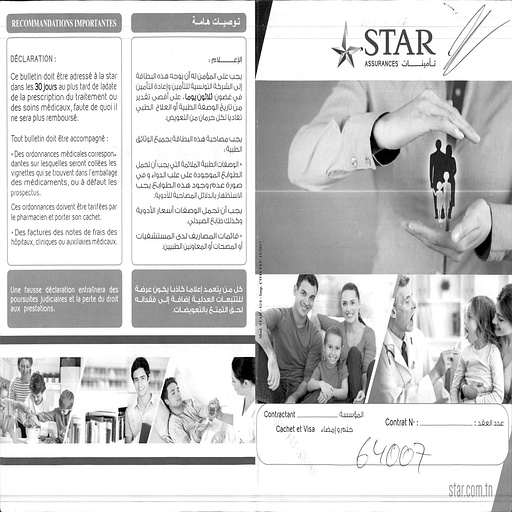 RECOMMANDATIONS IMPORTANTES
DÉCLARATION :
Ce bulletin doit être adressé à la star
dans les 30 jours au plus tard de ladate
de la prescription du traitement ou
des soins médicaux, faute de quoi il
ne sera plus remboursé.
Tout bulletin doit être accompagné :
• Des ordonnances médicales correspon-
dantes sur lesquelles seront collées les
vignettes qui se trouvent dans l'emballage
des médicaments, ou à défaut les
prospectus.
Ces ordonnances doivent être tarifées par
le pharmacien et porter son cachet.
• Des factures des notes de frais des
hôpitaux, cliniques ou auxiliaires médicaux.
Une fausse déclaration entraînera des
poursuites judiciaires et la perte du droit
aux prestations.
توصيات هامة
الإعلام :
يجب على المؤمن له أن يوجه هذه البطاقة
إلى الشركة التونسية للتأمين وإعادة التأمين
في غضون ثلاثون يوما، على أقصى تقدير
من تاريخ الوصفة الطبية أو العلاج الطبي
تفاديا لكل حرمان من التعويض.
يجب مصاحبة هذه البطاقة بجميع الوثائق
الطبية :
• الوصفات الطبية الملائمة التي يجب أن تحمل
الطوابع الموجودة على علب الدواء و في
صورة عدم وجود هذه الطوابع يجب
الاستظهار بالدلائل المصاحبة للأدوية.
يجب أن تحمل الوصفات أسعار الأدوية
وكذلك طابع الصيدلي.
• قائمات المصاريف لدى المستشفيات
أو المصحات أو المعاونين الطبيين.
كل من يتعمد إعلاما كاذبا يكون عرضة
للتتبعات العدلية إضافة إلى فقدانه
لحق التمتع بالتعويضات.
STAR
ASSURANCES تأمينات
Contractant المؤسسة
Cachet et Visa ختم وإمضاء
Contrat N° : عدد العقد :
64007
star.com.tn